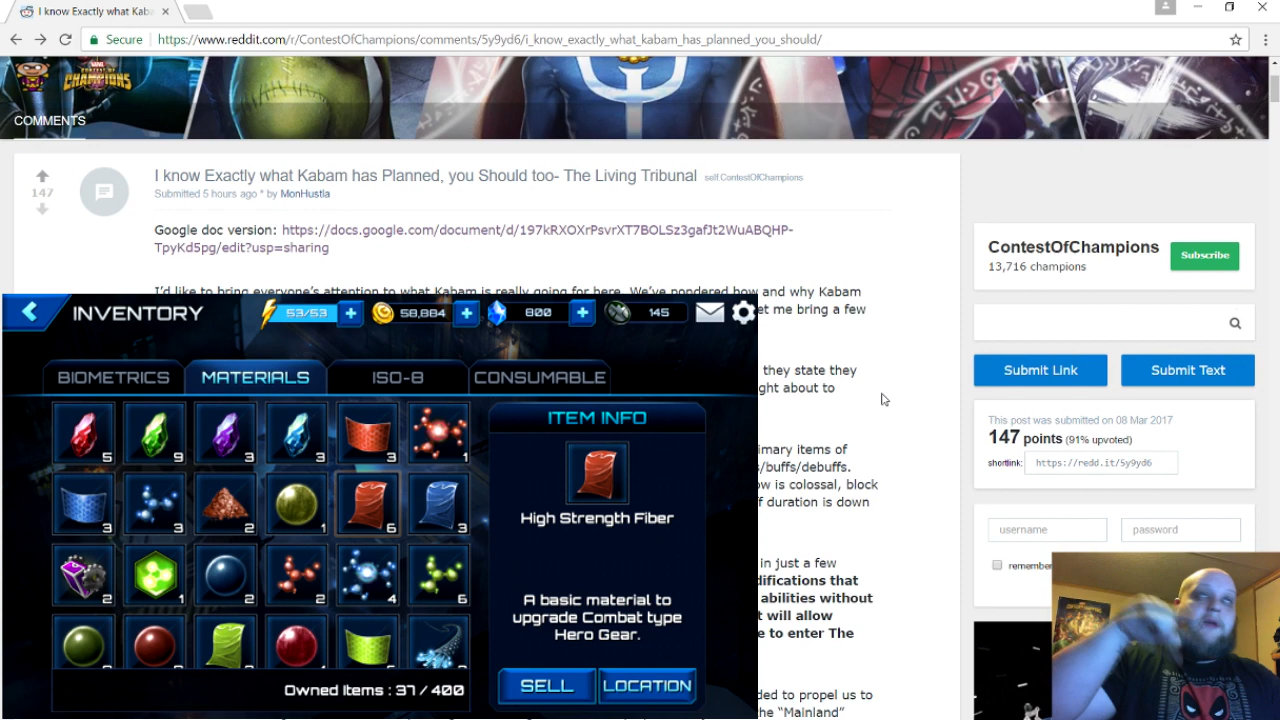 I know Exactly what Kab
Secure
https://www.reddit.com/r/ContestOfChampions/comments/5y9yd6/i_know_exactly_what_kabam_has_planned_you_should/
MARVEL
CONTEST OF
CHAMPIONS
COMMENTS
147
I know Exactly what Kabam has Planned, you Should too- The Living Tribunal self.ContestOfChampions
Submitted 5 hours ago * by MonHustla
Google doc version: https://docs.google.com/document/d/197kRXOXrPsvrXT7BOLSz3gafJt2WuABQHP-
TpyKd5pg/edit?usp=sharing
I'd like to bring everyone's attention to what Kabam is really going for here. We've pondered how and why Kabam
et me bring a few
they state they
ght about to
imary items of
s/buffs/debuffs.
ow is colossal, block
ff duration is down
in just a few
difications that
abilities without
t will allow
e to enter The
ded to propel us to
the “Mainland”
INVENTORY
53/53
58,884
800
145
BIOMETRICS
MATERIALS
ISO-8
CONSUMABLE
5
9
3
3
3
1
3
3
2
1
6
3
2
1
2
2
4
6
ITEM INFO
High Strength Fiber
A basic material to
upgrade Combat type
Hero Gear.
SELL
LOCATION
Owned Items : 37 / 400
ContestOfChampions
13,716 champions
Subscribe
Submit Link
Submit Text
This post was submitted on 08 Mar 2017
147 points (91% upvoted)
shortlink:
https://redd.it/5y9yd6
username
password
remember